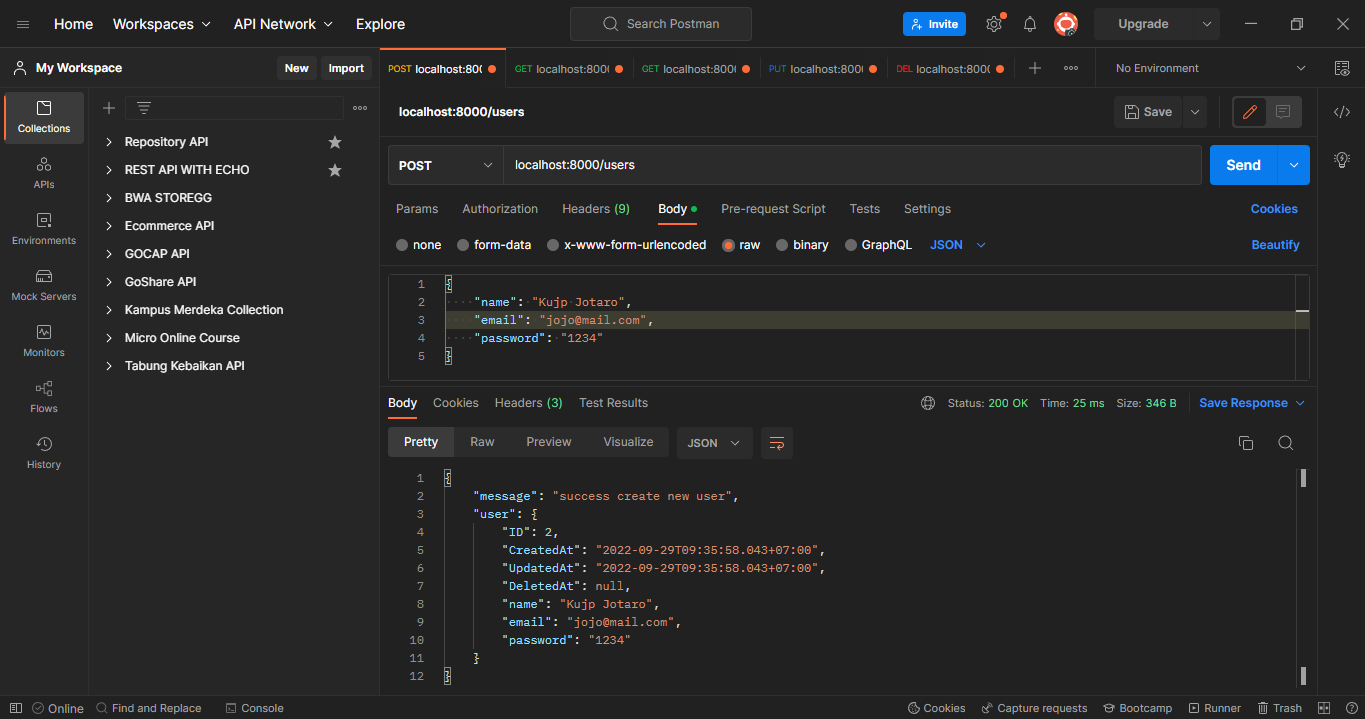 Home Workspaces API Network Explore Search Postman Invite Upgrade
My Workspace New Import
POST localhost:800 GET localhost:800 GET localhost:800 PUT localhost:800 DEL localhost:800 No Environment
Collections
APIs
Environments
Mock Servers
Monitors
Flows
History
Repository API
REST API WITH ECHO
BWA STOREGG
Ecommerce API
GOCAP API
GoShare API
Kampus Merdeka Collection
Micro Online Course
Tabung Kebaikan API
localhost:8000/users Save
POST localhost:8000/users Send
Params Authorization Headers (9) Body Pre-request Script Tests Settings Cookies
none form-data x-www-form-urlencoded raw binary GraphQL JSON Beautify
1 {
2 "name": "Kujp Jotaro",
3 "email": "jojo@mail.com",
4 "password": "1234"
5 }
Body Cookies Headers (3) Test Results Status: 200 OK Time: 25 ms Size: 346 B Save Response
Pretty Raw Preview Visualize JSON
1 {
2 "message": "success create new user",
3 "user": {
4 "ID": 2,
5 "CreatedAt": "2022-09-29T09:35:58.043+07:00",
6 "UpdatedAt": "2022-09-29T09:35:58.043+07:00",
7 "DeletedAt": null,
8 "name": "Kujp Jotaro",
9 "email": "jojo@mail.com",
10 "password": "1234"
11 }
12 }
Online Find and Replace Console Cookies Capture requests Bootcamp Runner Trash